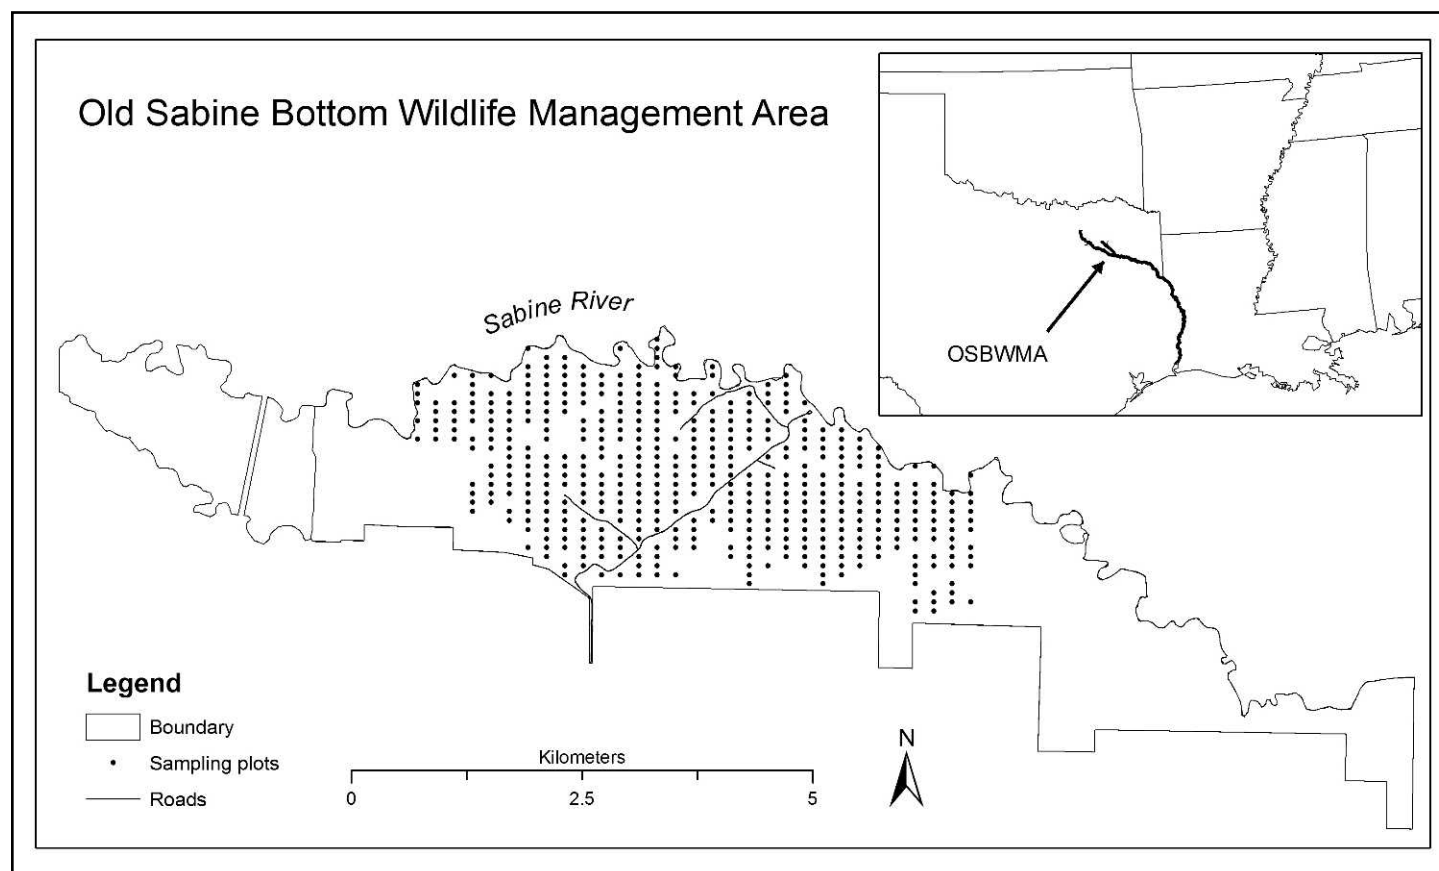 Old Sabine Bottom Wildlife Management Area
OSBWMA
Sabine River
Legend
Boundary
Sampling plots
Roads
Kilometers
0 2.5 5
N